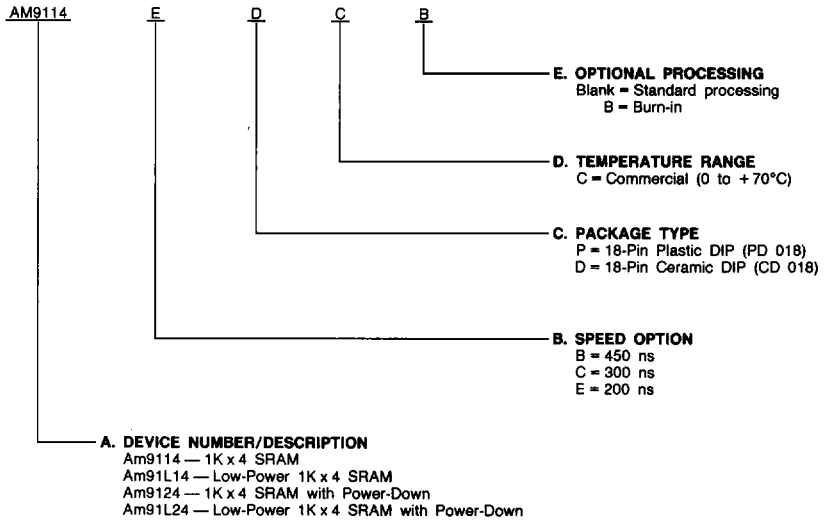 AM9114 E D C B
E. OPTIONAL PROCESSING
Blank = Standard processing
B = Burn-in
D. TEMPERATURE RANGE
C = Commercial (0 to +70°C)
C. PACKAGE TYPE
P = 18-Pin Plastic DIP (PD 018)
D = 18-Pin Ceramic DIP (CD 018)
B. SPEED OPTION
B = 450 ns
C = 300 ns
E = 200 ns
A. DEVICE NUMBER/DESCRIPTION
Am9114 — 1K x 4 SRAM
Am91L14 — Low-Power 1K x 4 SRAM
Am9124 — 1K x 4 SRAM with Power-Down
Am91L24 — Low-Power 1K x 4 SRAM with Power-Down